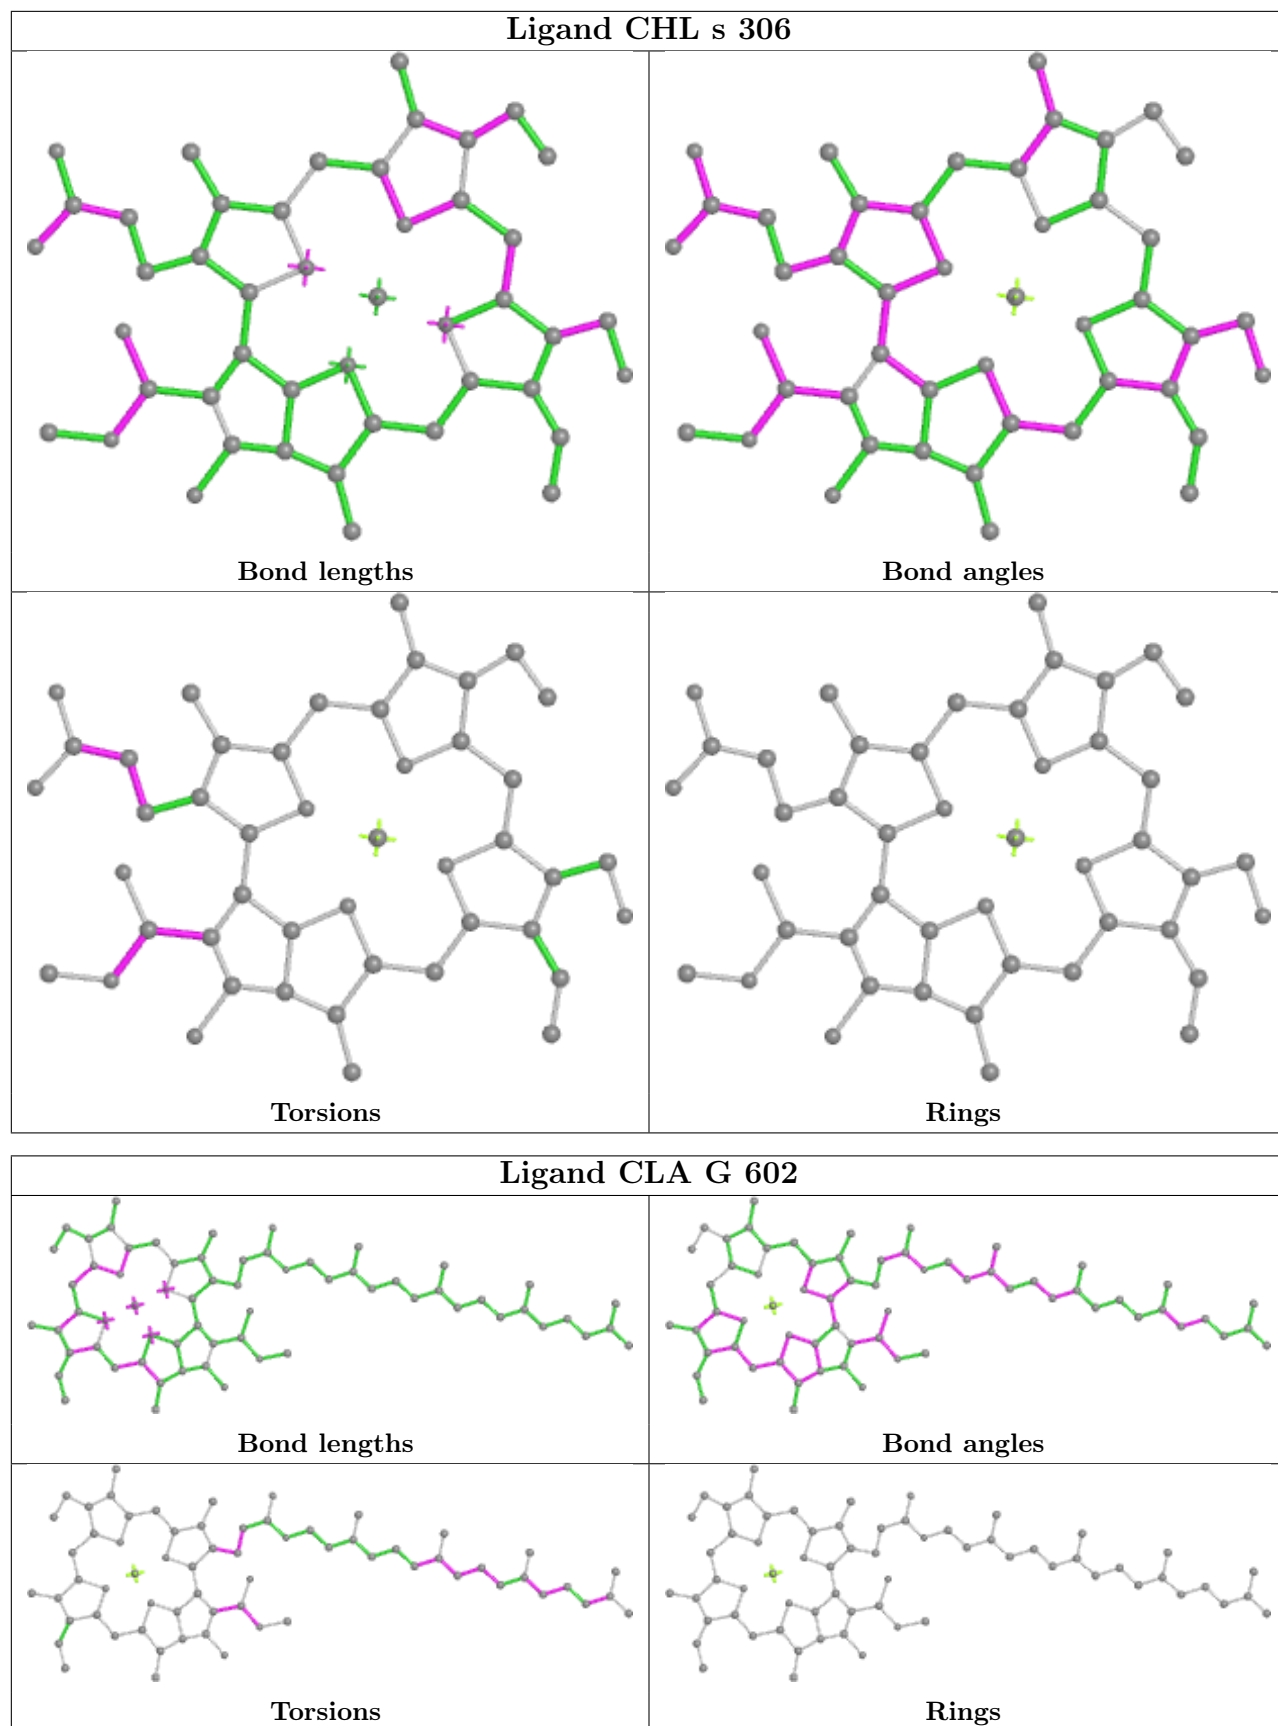 Ligand CHL s 306
Bond lengths
Bond angles
Torsions
Rings
Ligand CLA G 602
Bond lengths
Bond angles
Torsions
Rings